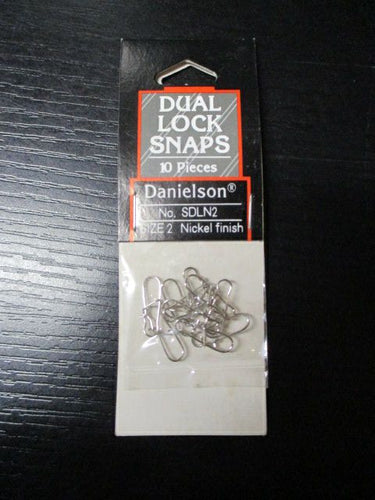 DUAL
LOCK
SNAPS
10 Pieces
Danielson®
No. SDLN2
SIZE 2 Nickel finish